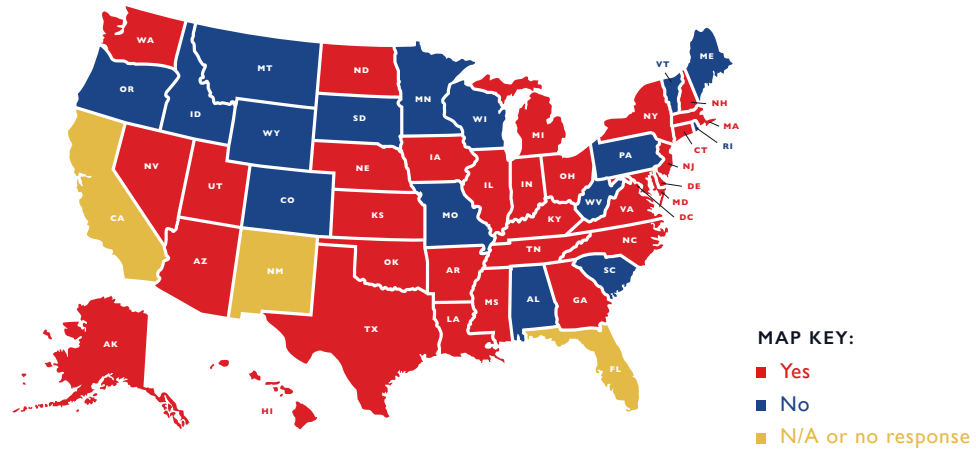 WA
MT
ND
OR
ID
MN
VT
ME
WY
SD
WI
NH
NY
MA
MI
RI
CT
NV
UT
NE
IA
PA
NJ
CO
IL
IN
OH
DE
MD
DC
CA
KS
MO
WV
VA
KY
AZ
NM
OK
AR
TN
NC
SC
MS
AL
GA
LA
TX
AK
FL
HI
MAP KEY:
Yes
No
N/A or no response